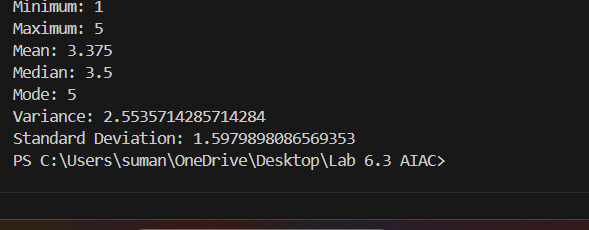 Minimum: 1
Maximum: 5
Mean: 3.375
Median: 3.5
Mode: 5
Variance: 2.5535714285714284
Standard Deviation: 1.5979898086569353
PS C:\Users\suman\OneDrive\Desktop\Lab 6.3 AIAC>